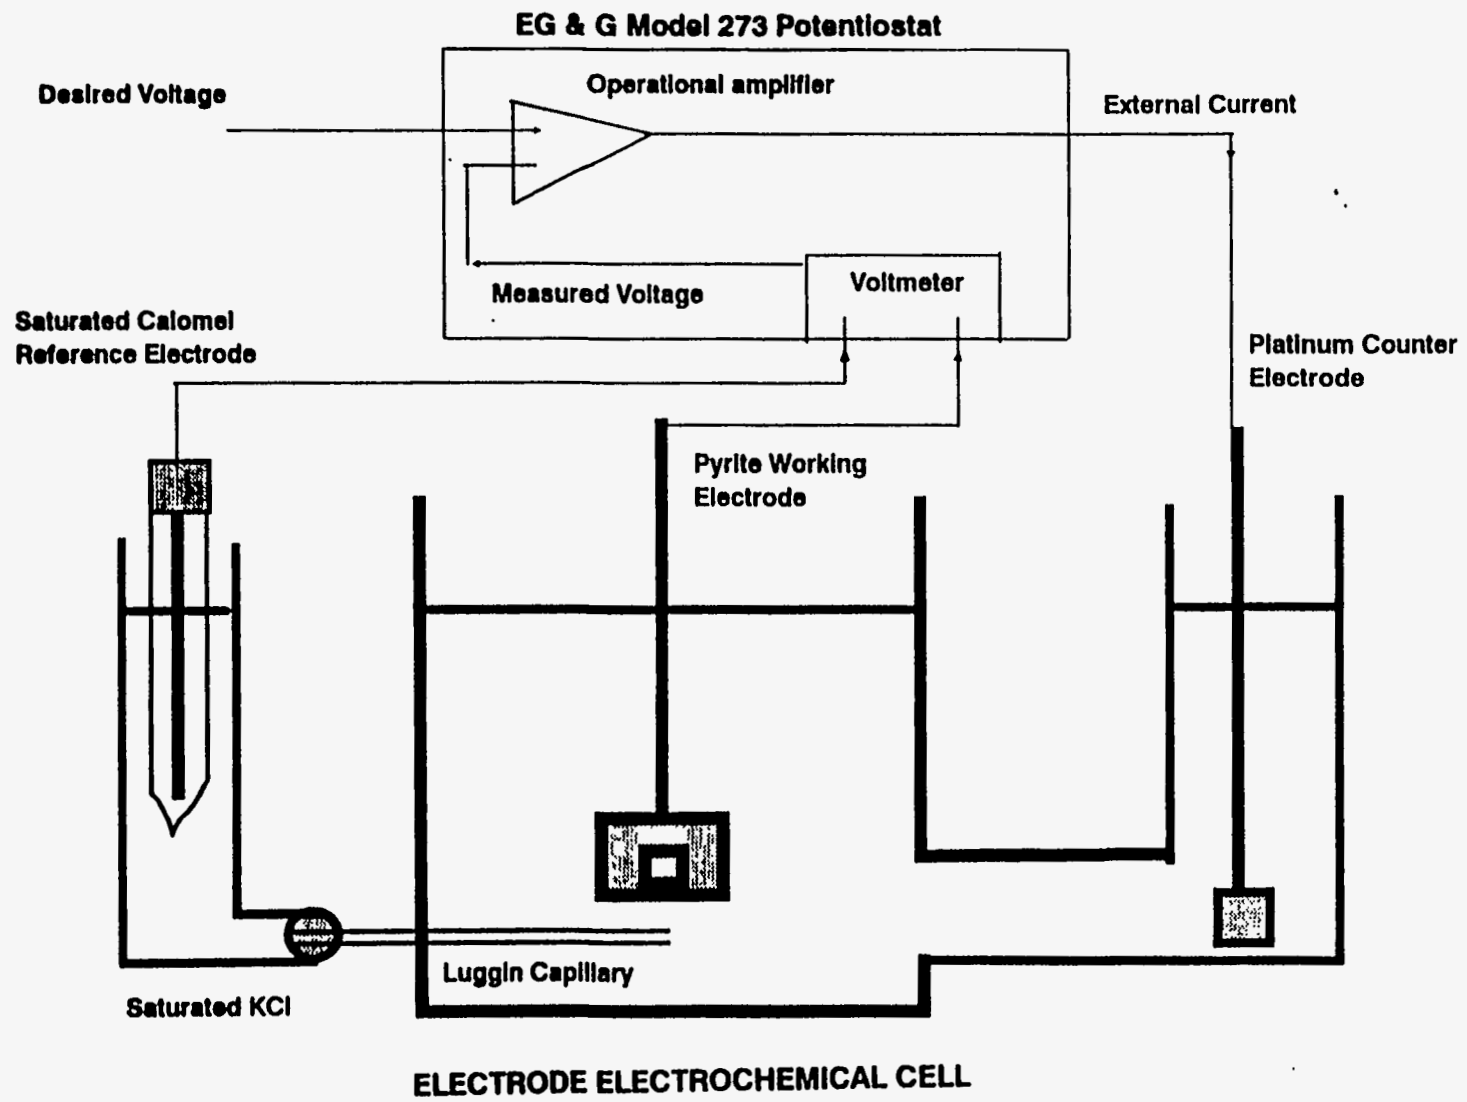 EG & G Model 273 Potentiostat
Operational amplifier
Desired Voltage
External Current
Voltmeter
Measured Voltage
Saturated Calomel
Reference Electrode
Platinum Counter
Electrode
Pyrite Working
Electrode
Luggin Capillary
Saturated KCl
ELECTRODE ELECTROCHEMICAL CELL